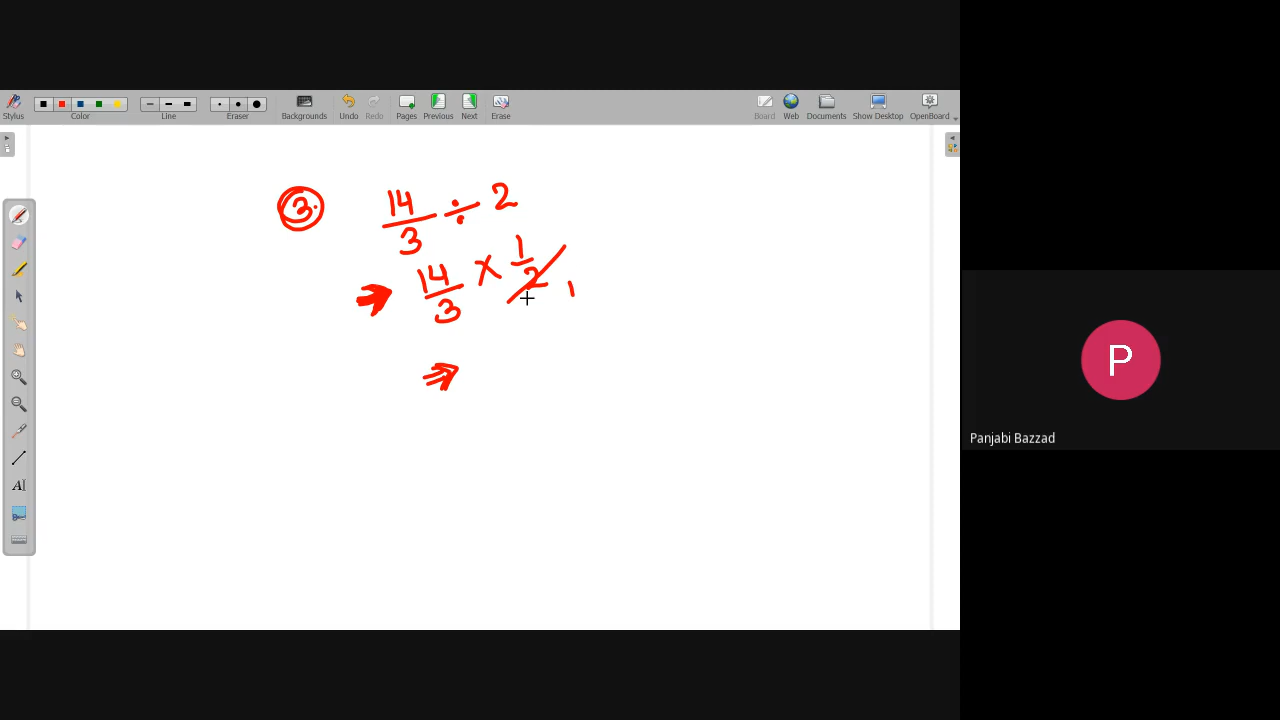 Stylus Color Line Eraser Backgrounds Undo Redo Pages Previous Next Erase Board Web Documents Show Desktop OpenBoard
③ 14/3 ÷ 2
⇒ 14/3 × 1/2 1
⇒
AI
P
Panjabi Bazzad